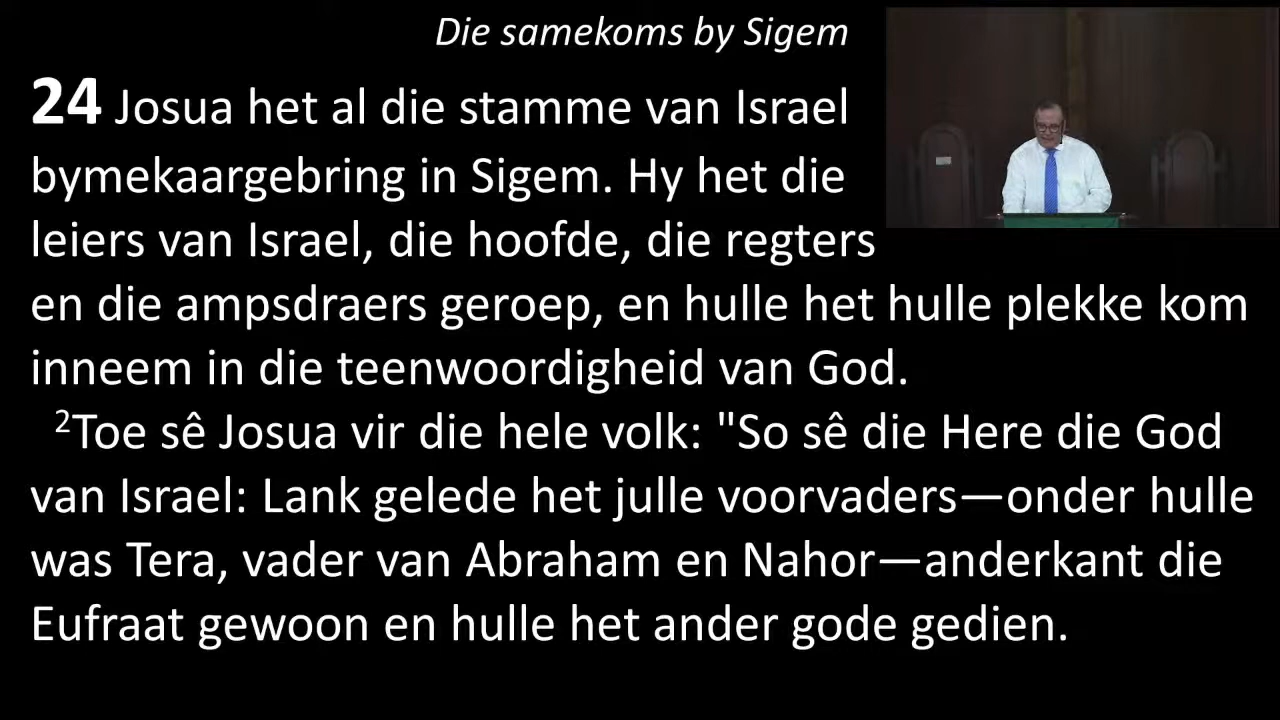 Die samekoms by Sigem
24 Josua het al die stamme van Israel
bymekaargebring in Sigem. Hy het die
leiers van Israel, die hoofde, die regters
en die ampsdraers geroep, en hulle het hulle plekke kom
inneem in die teenwoordigheid van God.
²Toe sê Josua vir die hele volk: "So sê die Here die God
van Israel: Lank gelede het julle voorvaders—onder hulle
was Tera, vader van Abraham en Nahor—anderkant die
Eufraat gewoon en hulle het ander gode gedien.